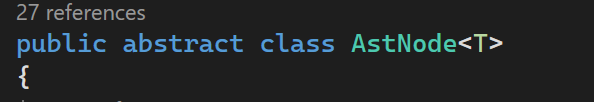 27 references
public abstract class AstNode<T>
{